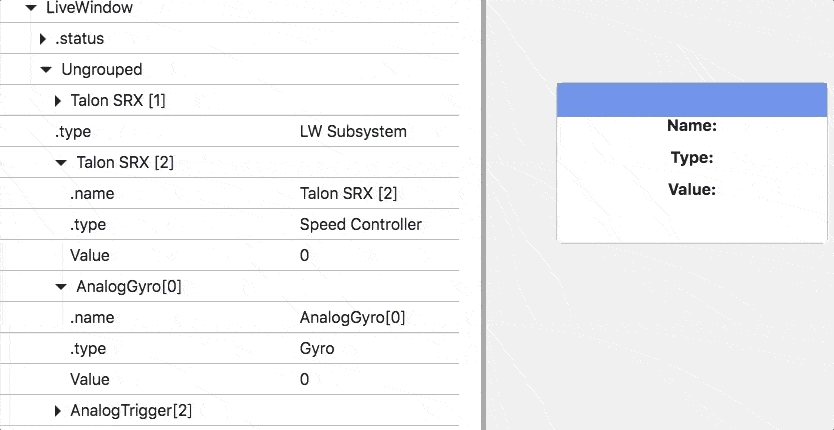 LiveWindow
.status
Ungrouped
Talon SRX [1]
.type LW Subsystem
Talon SRX [2]
.name Talon SRX [2]
.type Speed Controller
Value 0
AnalogGyro[0]
.name AnalogGyro[0]
.type Gyro
Value 0
AnalogTrigger[2]
Name:
Type:
Value: